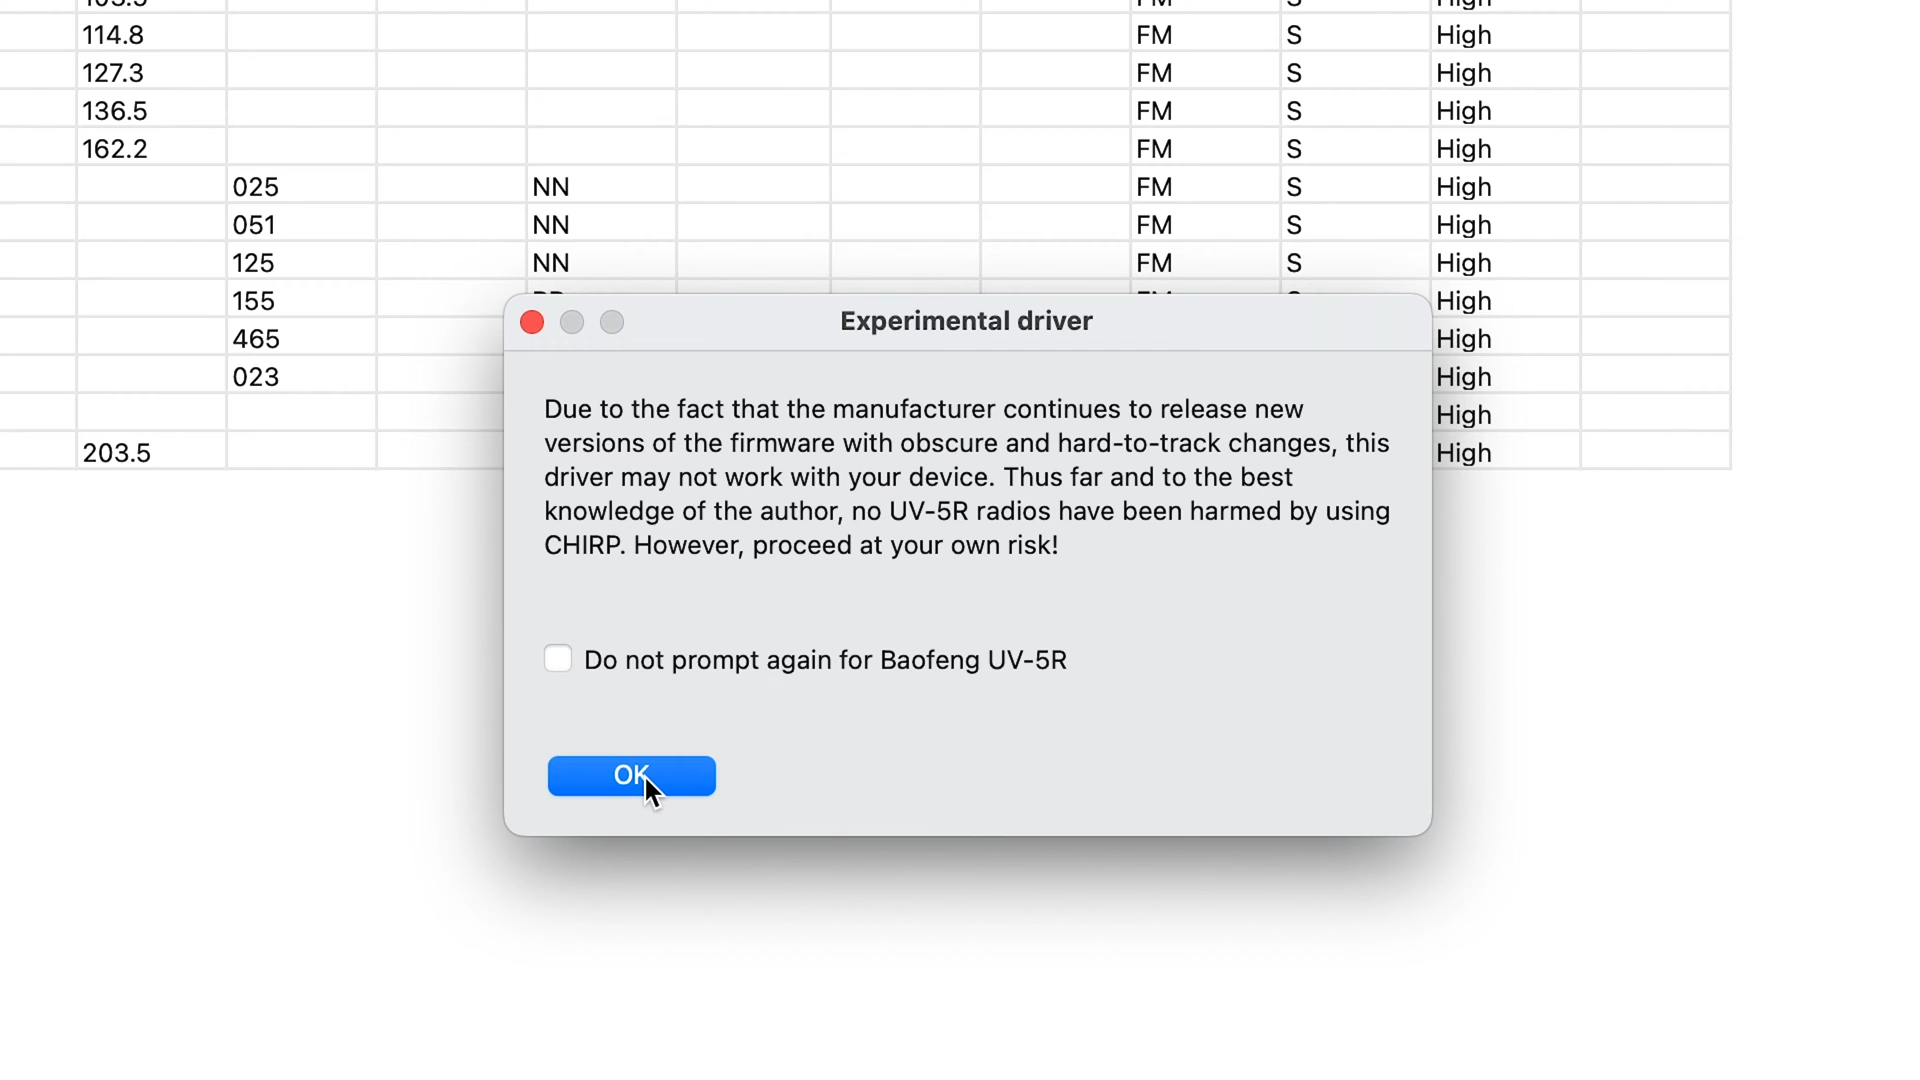 114.8 FM S High
127.3 FM S High
136.5 FM S High
162.2 FM S High
025 NN FM S High
051 NN FM S High
125 NN FM S High
155 High
465 High
023 High
High
203.5 High
Experimental driver
Due to the fact that the manufacturer continues to release new
versions of the firmware with obscure and hard-to-track changes, this
driver may not work with your device. Thus far and to the best
knowledge of the author, no UV-5R radios have been harmed by using
CHIRP. However, proceed at your own risk!
Do not prompt again for Baofeng UV-5R
OK